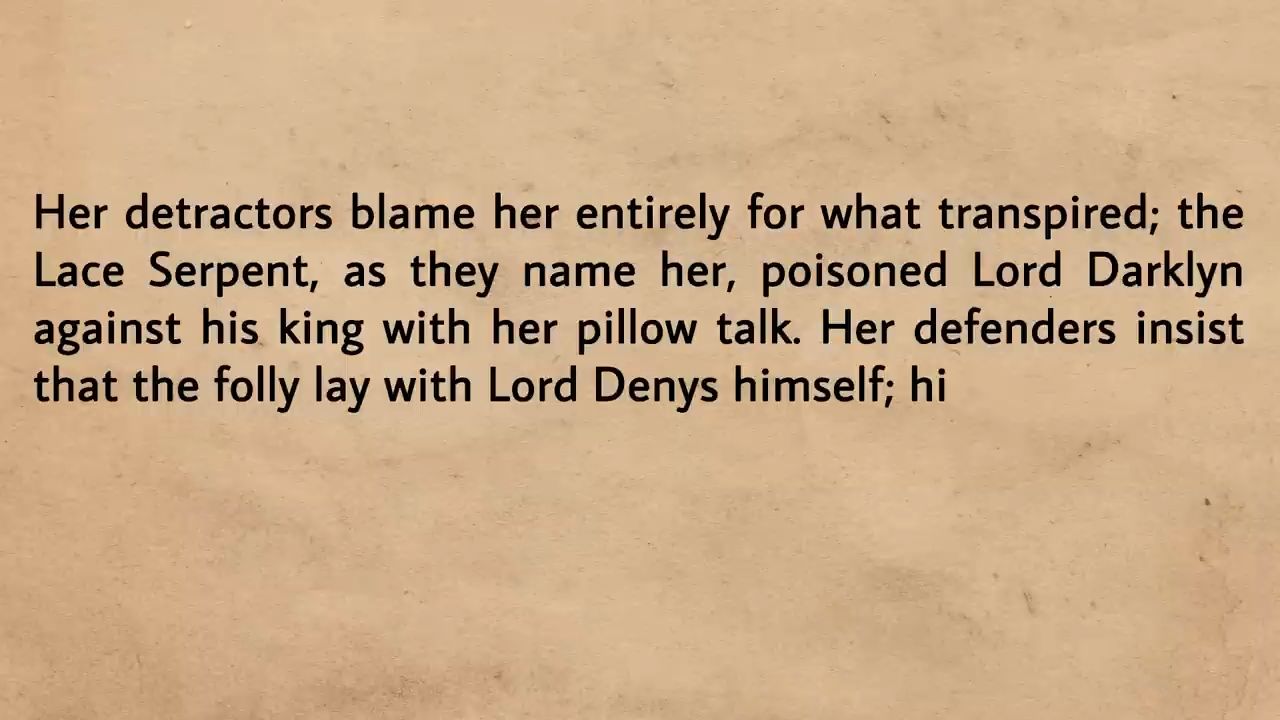 Her detractors blame her entirely for what transpired; the
Lace Serpent, as they name her, poisoned Lord Darklyn
against his king with her pillow talk. Her defenders insist
that the folly lay with Lord Denys himself; hi